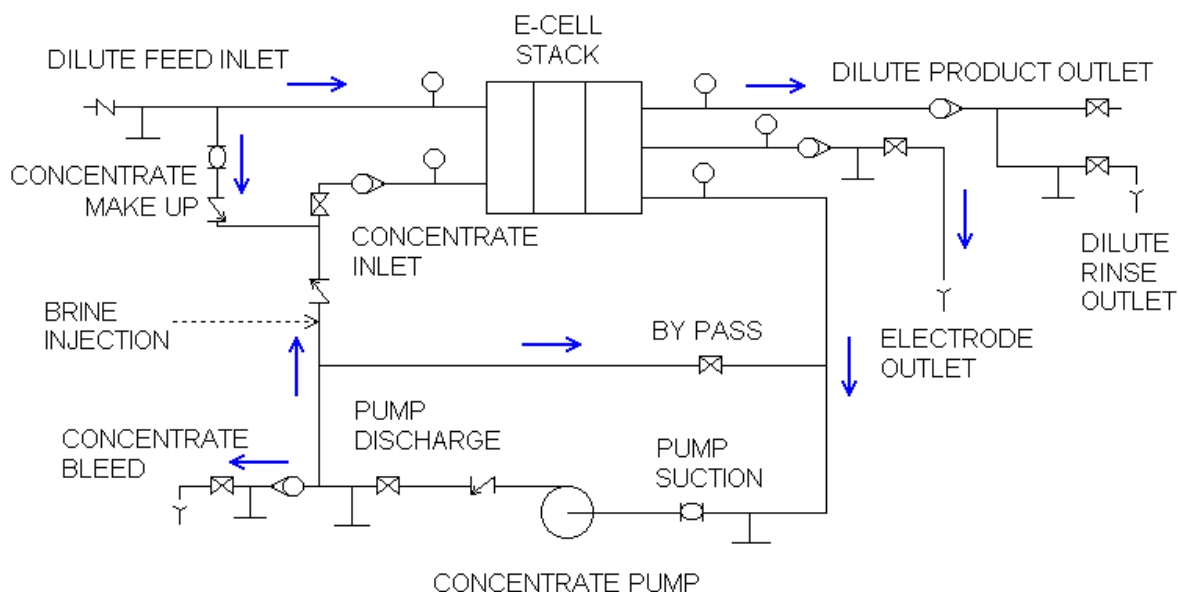 E-CELL
STACK
DILUTE FEED INLET
DILUTE PRODUCT OUTLET
CONCENTRATE
MAKE UP
CONCENTRATE
INLET
DILUTE
RINSE
OUTLET
BRINE
INJECTION
BY PASS
ELECTRODE
OUTLET
PUMP
DISCHARGE
CONCENTRATE
BLEED
PUMP
SUCTION
CONCENTRATE PUMP